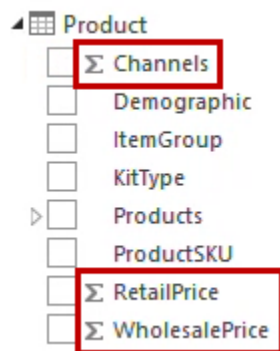 Product
Σ Channels
Demographic
ItemGroup
KitType
Products
ProductSKU
Σ RetailPrice
Σ WholesalePrice